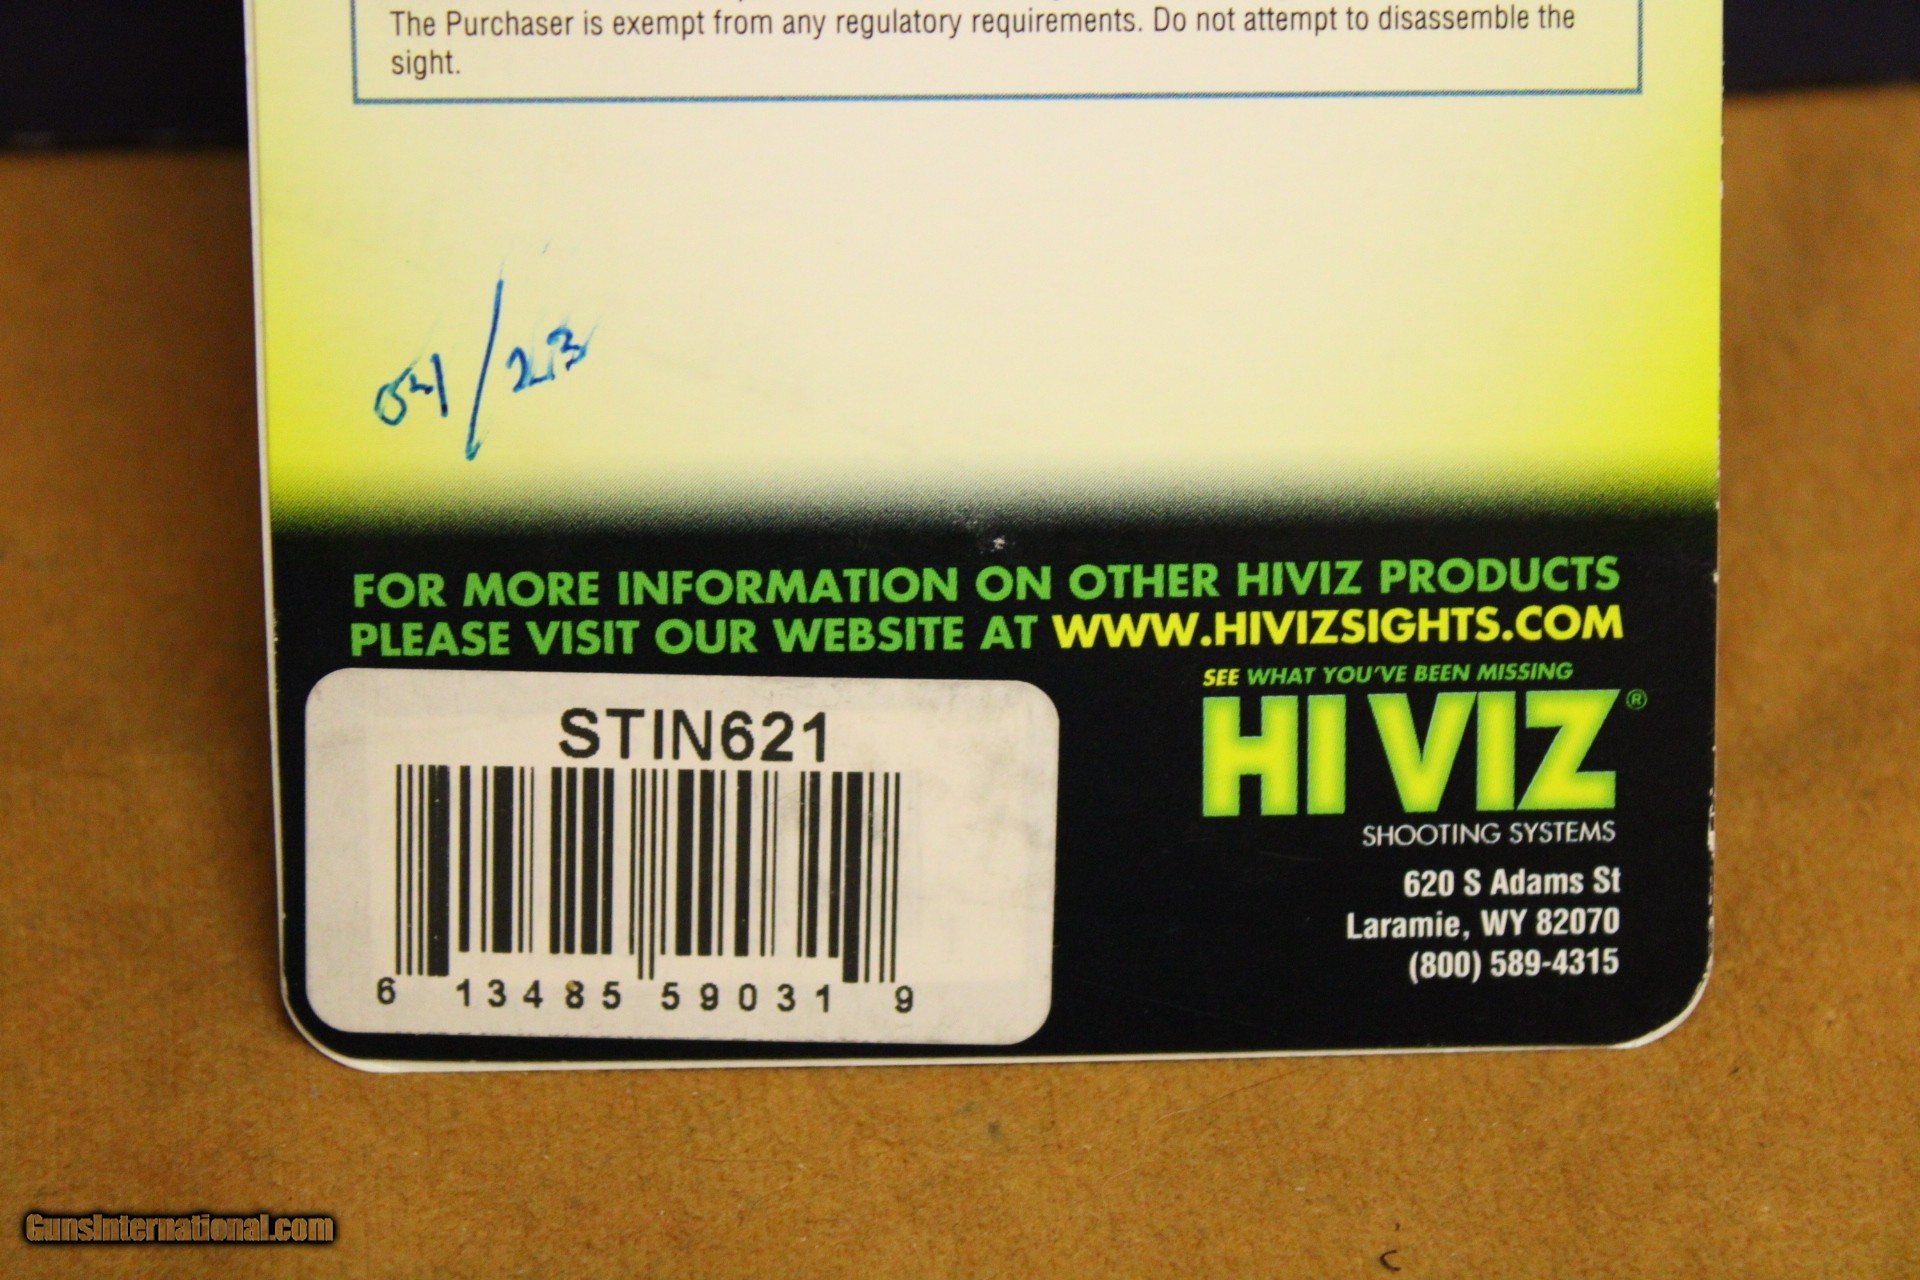 The Purchaser is exempt from any regulatory requirements. Do not attempt to disassemble the
sight.
04/23
FOR MORE INFORMATION ON OTHER HIVIZ PRODUCTS
PLEASE VISIT OUR WEBSITE AT WWW.HIVIZSIGHTS.COM
SEE WHAT YOU'VE BEEN MISSING
HI VIZ®
SHOOTING SYSTEMS
620 S Adams St
Laramie, WY 82070
(800) 589-4315
STIN621
6 13485 59031 9
GunsInternational.com